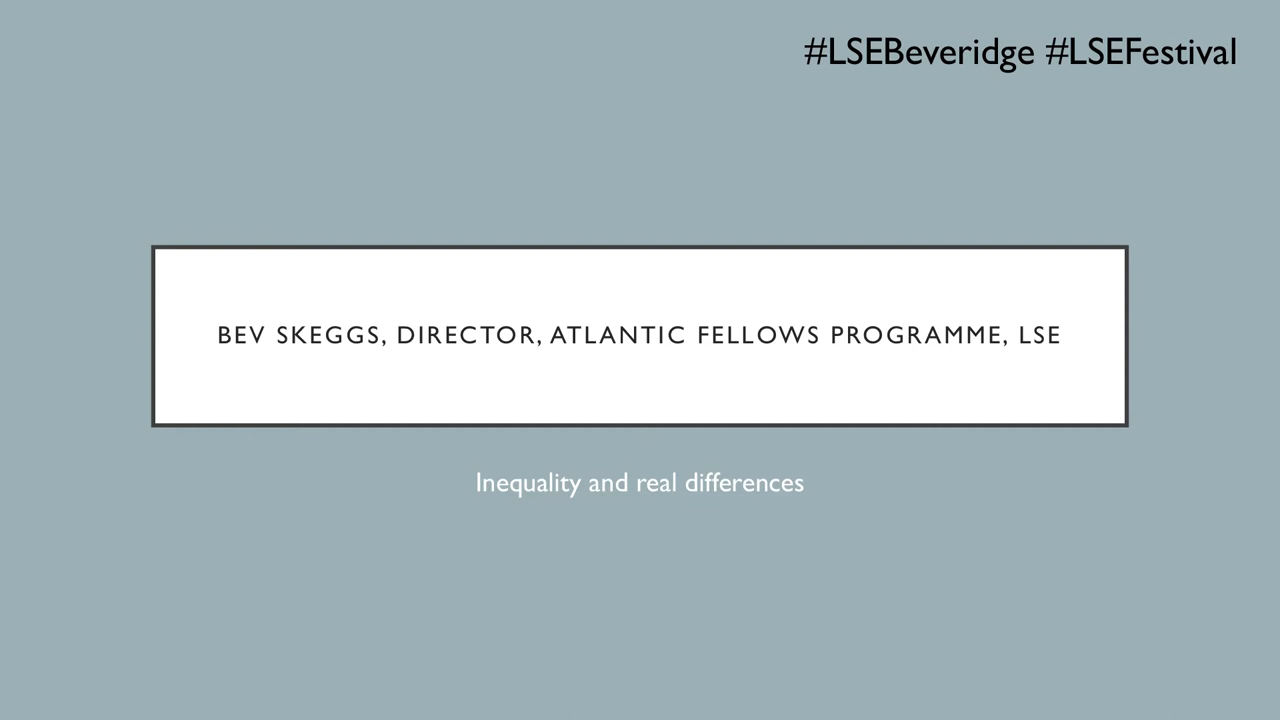 #LSEBeveridge #LSEFestival
BEV SKEGGS, DIRECTOR, ATLANTIC FELLOWS PROGRAMME, LSE
Inequality and real differences